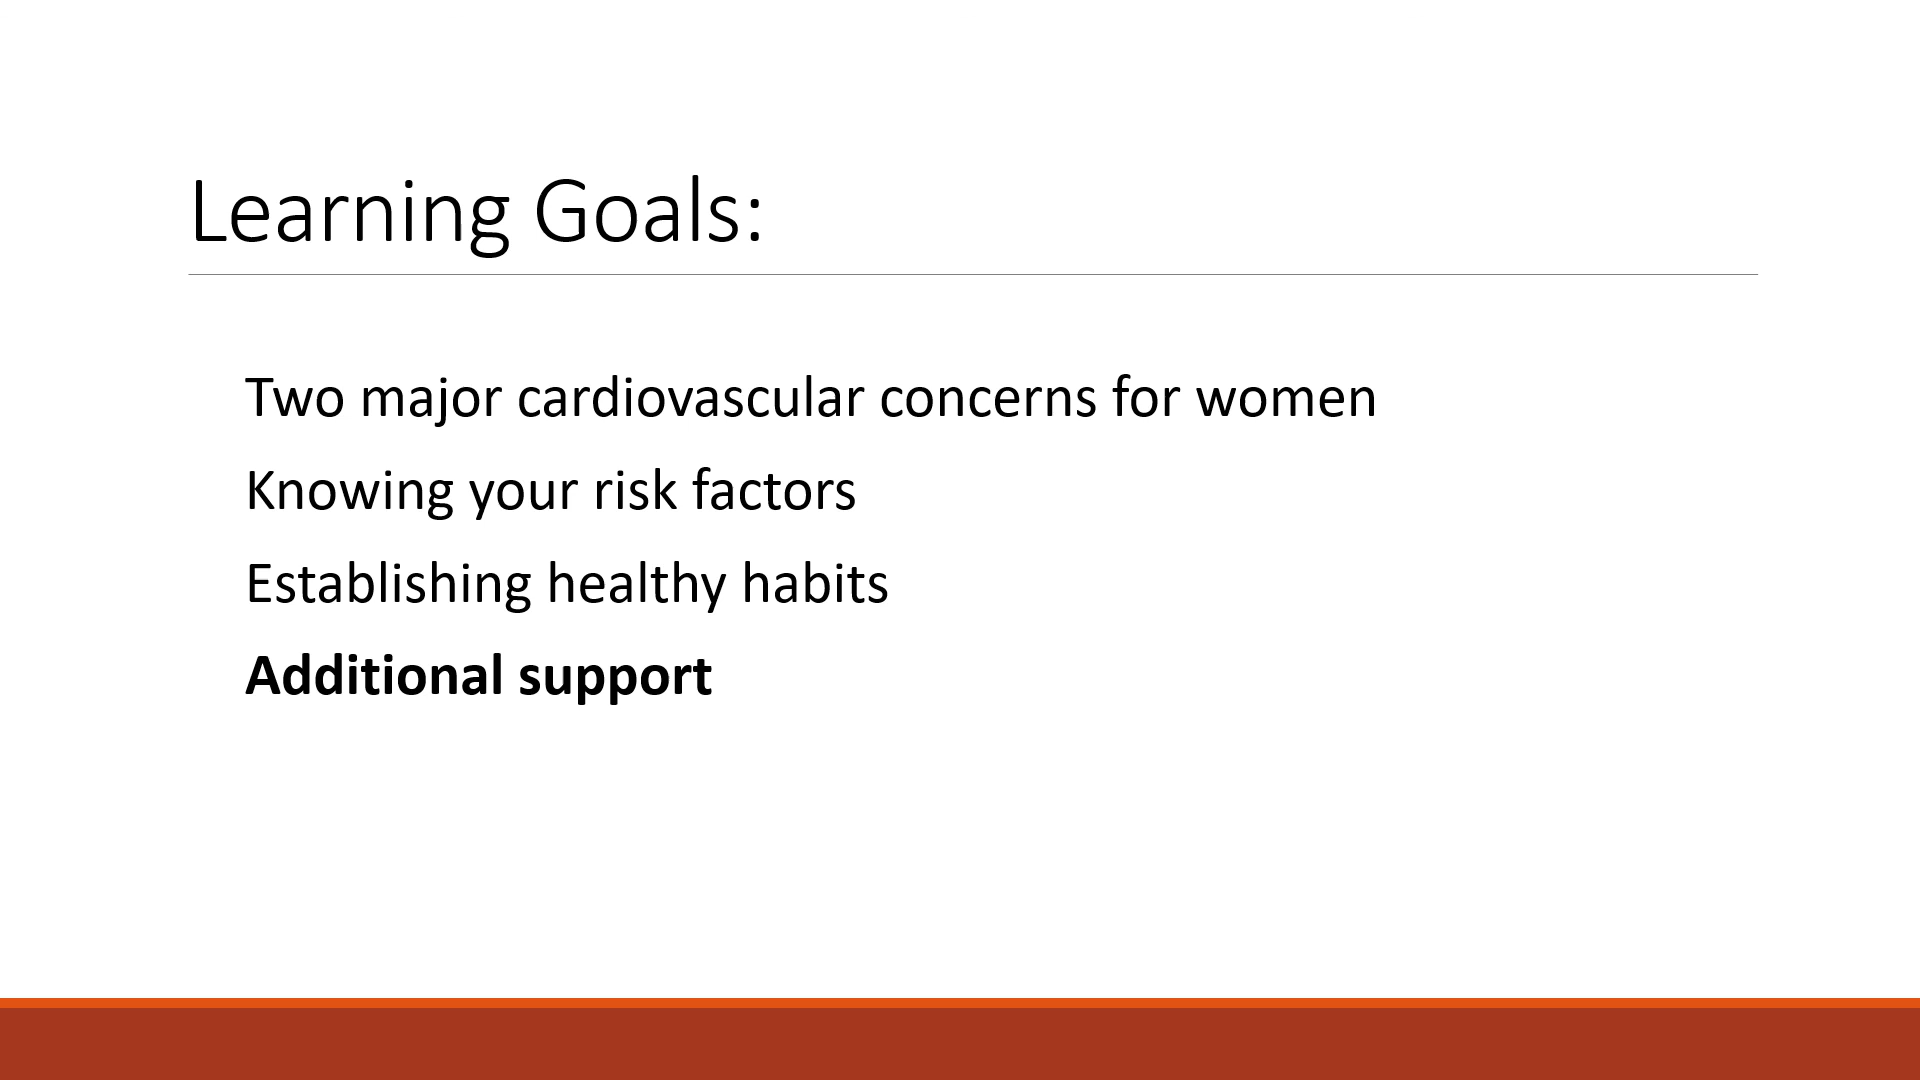 Learning Goals:
Two major cardiovascular concerns for women
Knowing your risk factors
Establishing healthy habits
Additional support